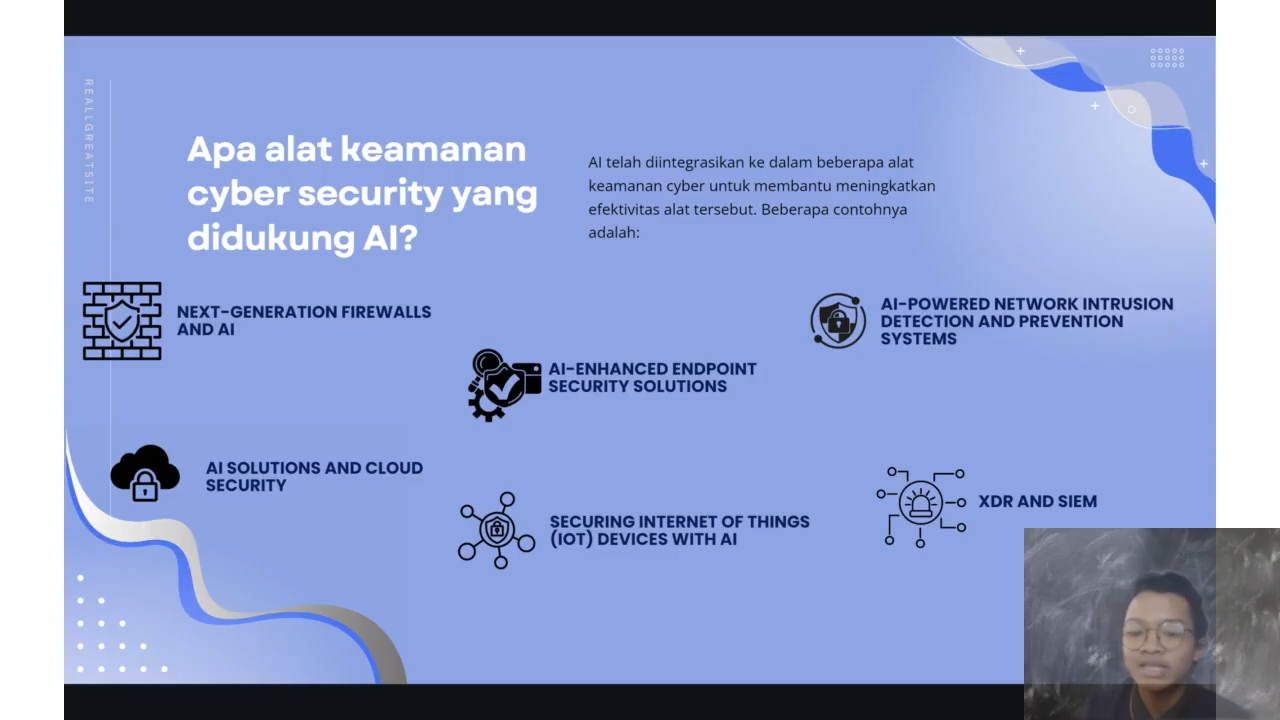 REALLGREATSITE
Apa alat keamanan
cyber security yang
didukung AI?
AI telah diintegrasikan ke dalam beberapa alat
keamanan cyber untuk membantu meningkatkan
efektivitas alat tersebut. Beberapa contohnya
adalah:
NEXT-GENERATION FIREWALLS
AND AI
AI-ENHANCED ENDPOINT
SECURITY SOLUTIONS
AI-POWERED NETWORK INTRUSION
DETECTION AND PREVENTION
SYSTEMS
AI SOLUTIONS AND CLOUD
SECURITY
SECURING INTERNET OF THINGS
(IOT) DEVICES WITH AI
XDR AND SIEM